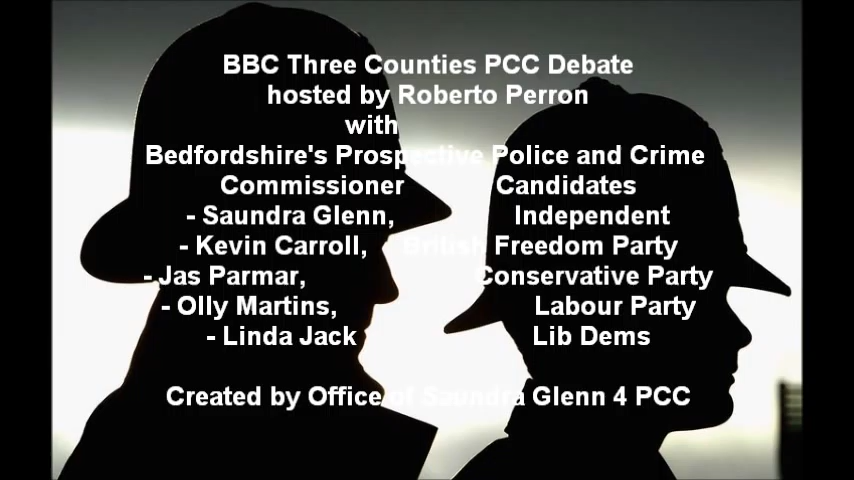 BBC Three Counties PCC Debate
hosted by Roberto Perron
with
Bedfordshire's Prospective Police and Crime
Commissioner Candidates
- Saundra Glenn, Independent
- Kevin Carroll, British Freedom Party
- Jas Parmar, Conservative Party
- Olly Martins, Labour Party
- Linda Jack Lib Dems
Created by Office of Saundra Glenn 4 PCC